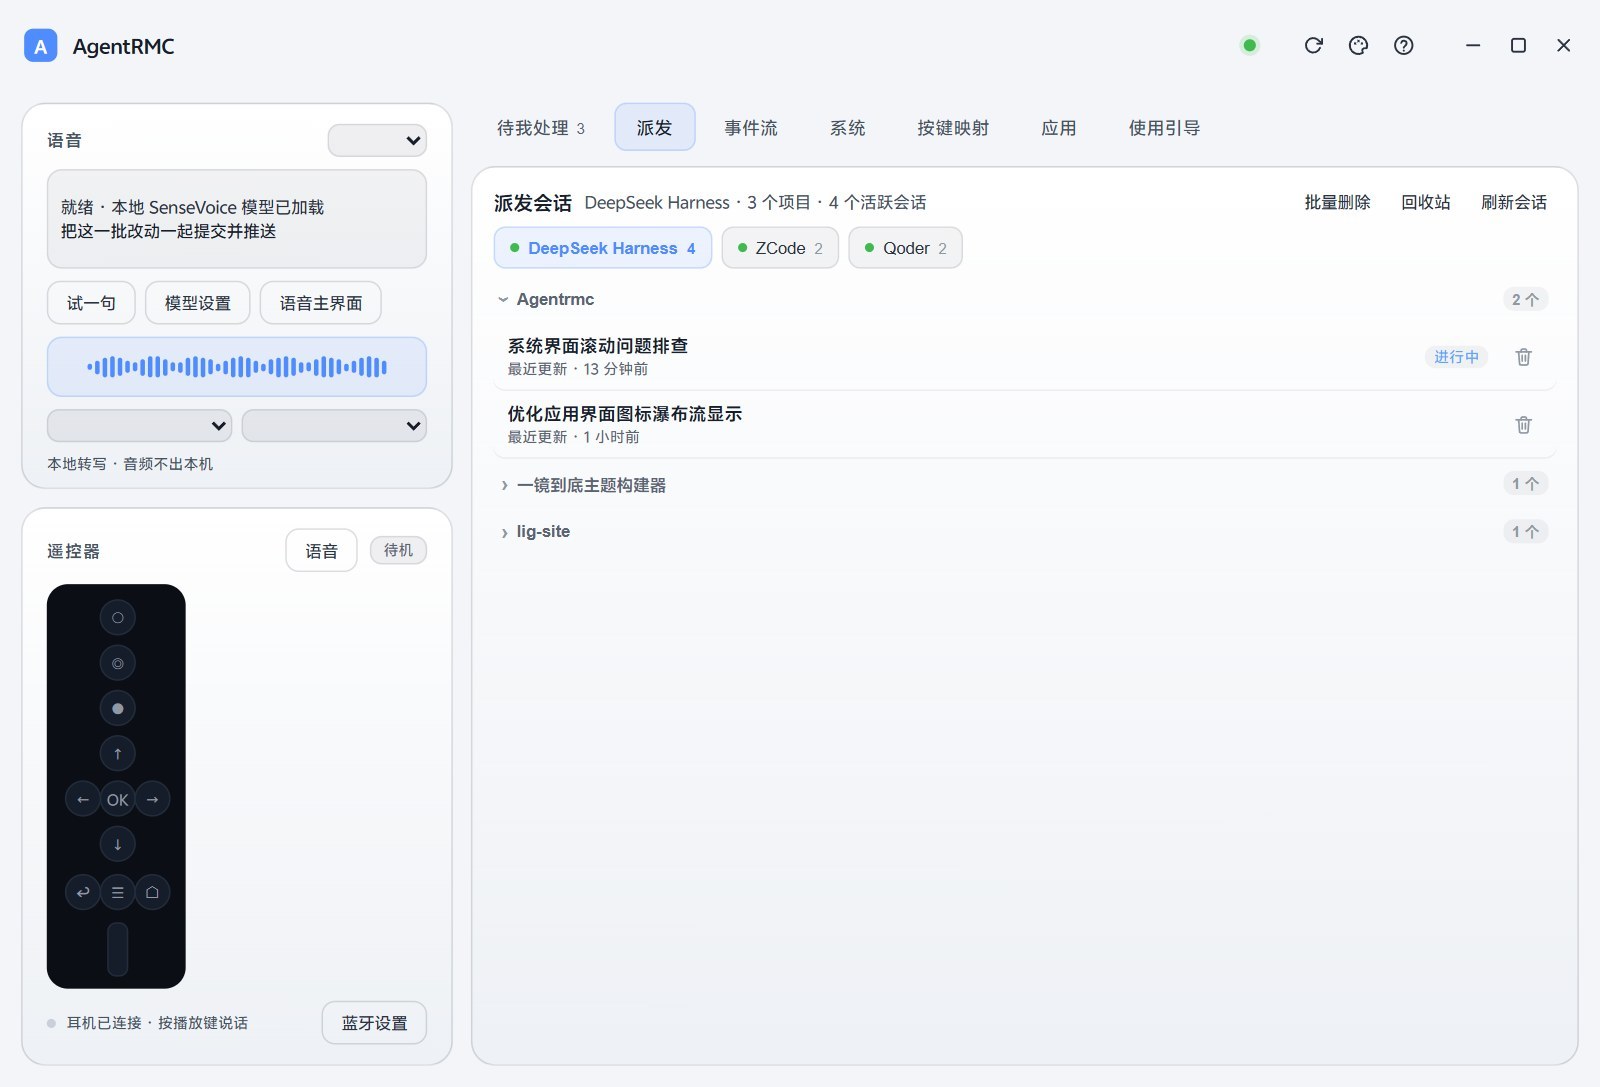 A AgentRMC
语音
就绪 · 本地 SenseVoice 模型已加载
把这一批改动一起提交并推送
试一句 模型设置 语音主界面
本地转写 · 音频不出本机
遥控器 语音 待机
↑
← OK →
↓
耳机已连接 · 按播放键说话 蓝牙设置
待我处理 3 派发 事件流 系统 按键映射 应用 使用引导
派发会话 DeepSeek Harness · 3 个项目 · 4 个活跃会话 批量删除 回收站 刷新会话
DeepSeek Harness 4 ZCode 2 Qoder 2
Agentrmc 2 个
系统界面滚动问题排查
最近更新 · 13 分钟前 进行中
优化应用界面图标瀑布流显示
最近更新 · 1 小时前
一镜到底主题构建器 1 个
lig-site 1 个